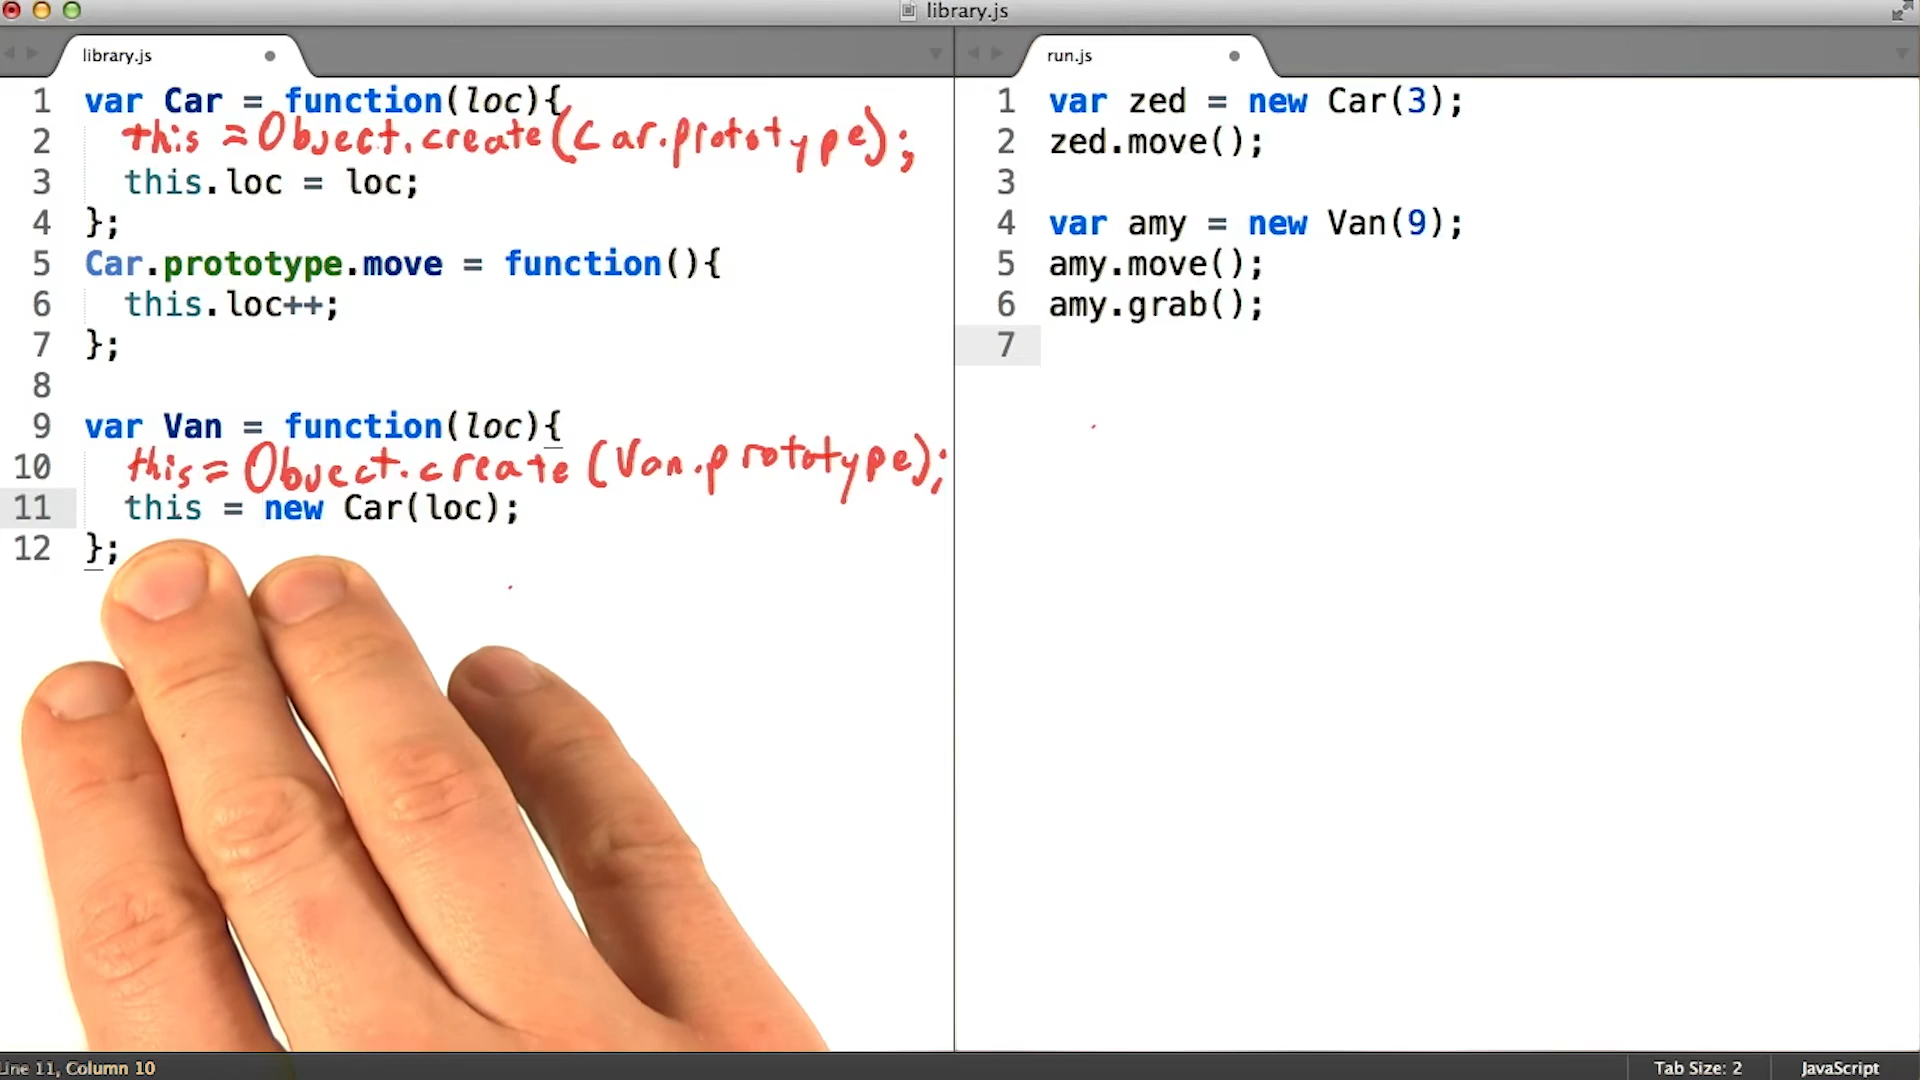 library.js
library.js
1 var Car = function(loc){
2 this = Object.create(Car.prototype);
3 this.loc = loc;
4 };
5 Car.prototype.move = function(){
6 this.loc++;
7 };
8
9 var Van = function(loc){
10 this = Object.create(Van.prototype);
11 this = new Car(loc);
12 };
run.js
1 var zed = new Car(3);
2 zed.move();
3
4 var amy = new Van(9);
5 amy.move();
6 amy.grab();
7
Line 11, Column 10
Tab Size: 2
JavaScript